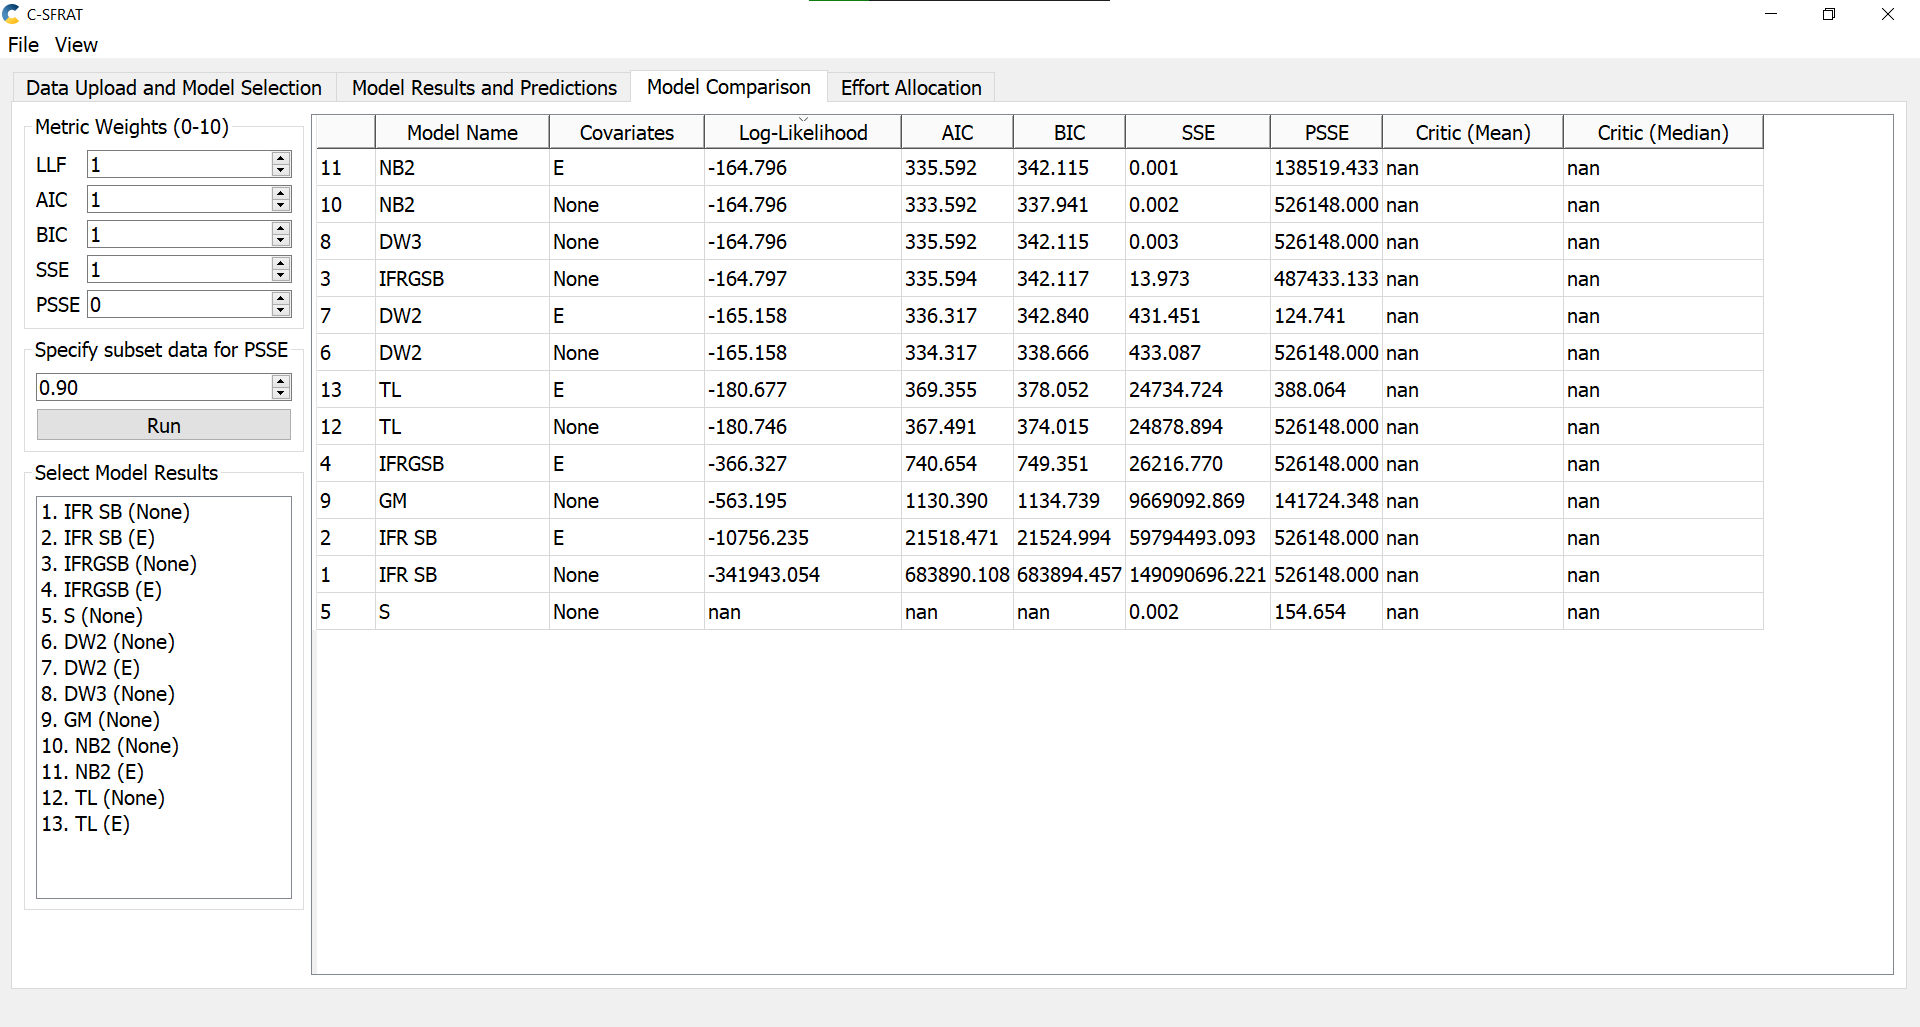 C-SFRAT
File View
Data Upload and Model Selection Model Results and Predictions Model Comparison Effort Allocation
Metric Weights (0-10)
LLF 1
AIC 1
BIC 1
SSE 1
PSSE 0
Specify subset data for PSSE
0.90
Run
Select Model Results
1. IFR SB (None)
2. IFR SB (E)
3. IFRGSB (None)
4. IFRGSB (E)
5. S (None)
6. DW2 (None)
7. DW2 (E)
8. DW3 (None)
9. GM (None)
10. NB2 (None)
11. NB2 (E)
12. TL (None)
13. TL (E)
Model Name Covariates Log-Likelihood AIC BIC SSE PSSE Critic (Mean) Critic (Median)
11 NB2 E -164.796 335.592 342.115 0.001 138519.433 nan nan
10 NB2 None -164.796 333.592 337.941 0.002 526148.000 nan nan
8 DW3 None -164.796 335.592 342.115 0.003 526148.000 nan nan
3 IFRGSB None -164.797 335.594 342.117 13.973 487433.133 nan nan
7 DW2 E -165.158 336.317 342.840 431.451 124.741 nan nan
6 DW2 None -165.158 334.317 338.666 433.087 526148.000 nan nan
13 TL E -180.677 369.355 378.052 24734.724 388.064 nan nan
12 TL None -180.746 367.491 374.015 24878.894 526148.000 nan nan
4 IFRGSB E -366.327 740.654 749.351 26216.770 526148.000 nan nan
9 GM None -563.195 1130.390 1134.739 9669092.869 141724.348 nan nan
2 IFR SB E -10756.235 21518.471 21524.994 59794493.093 526148.000 nan nan
1 IFR SB None -341943.054 683890.108 683894.457 149090696.221 526148.000 nan nan
5 S None nan nan nan 0.002 154.654 nan nan